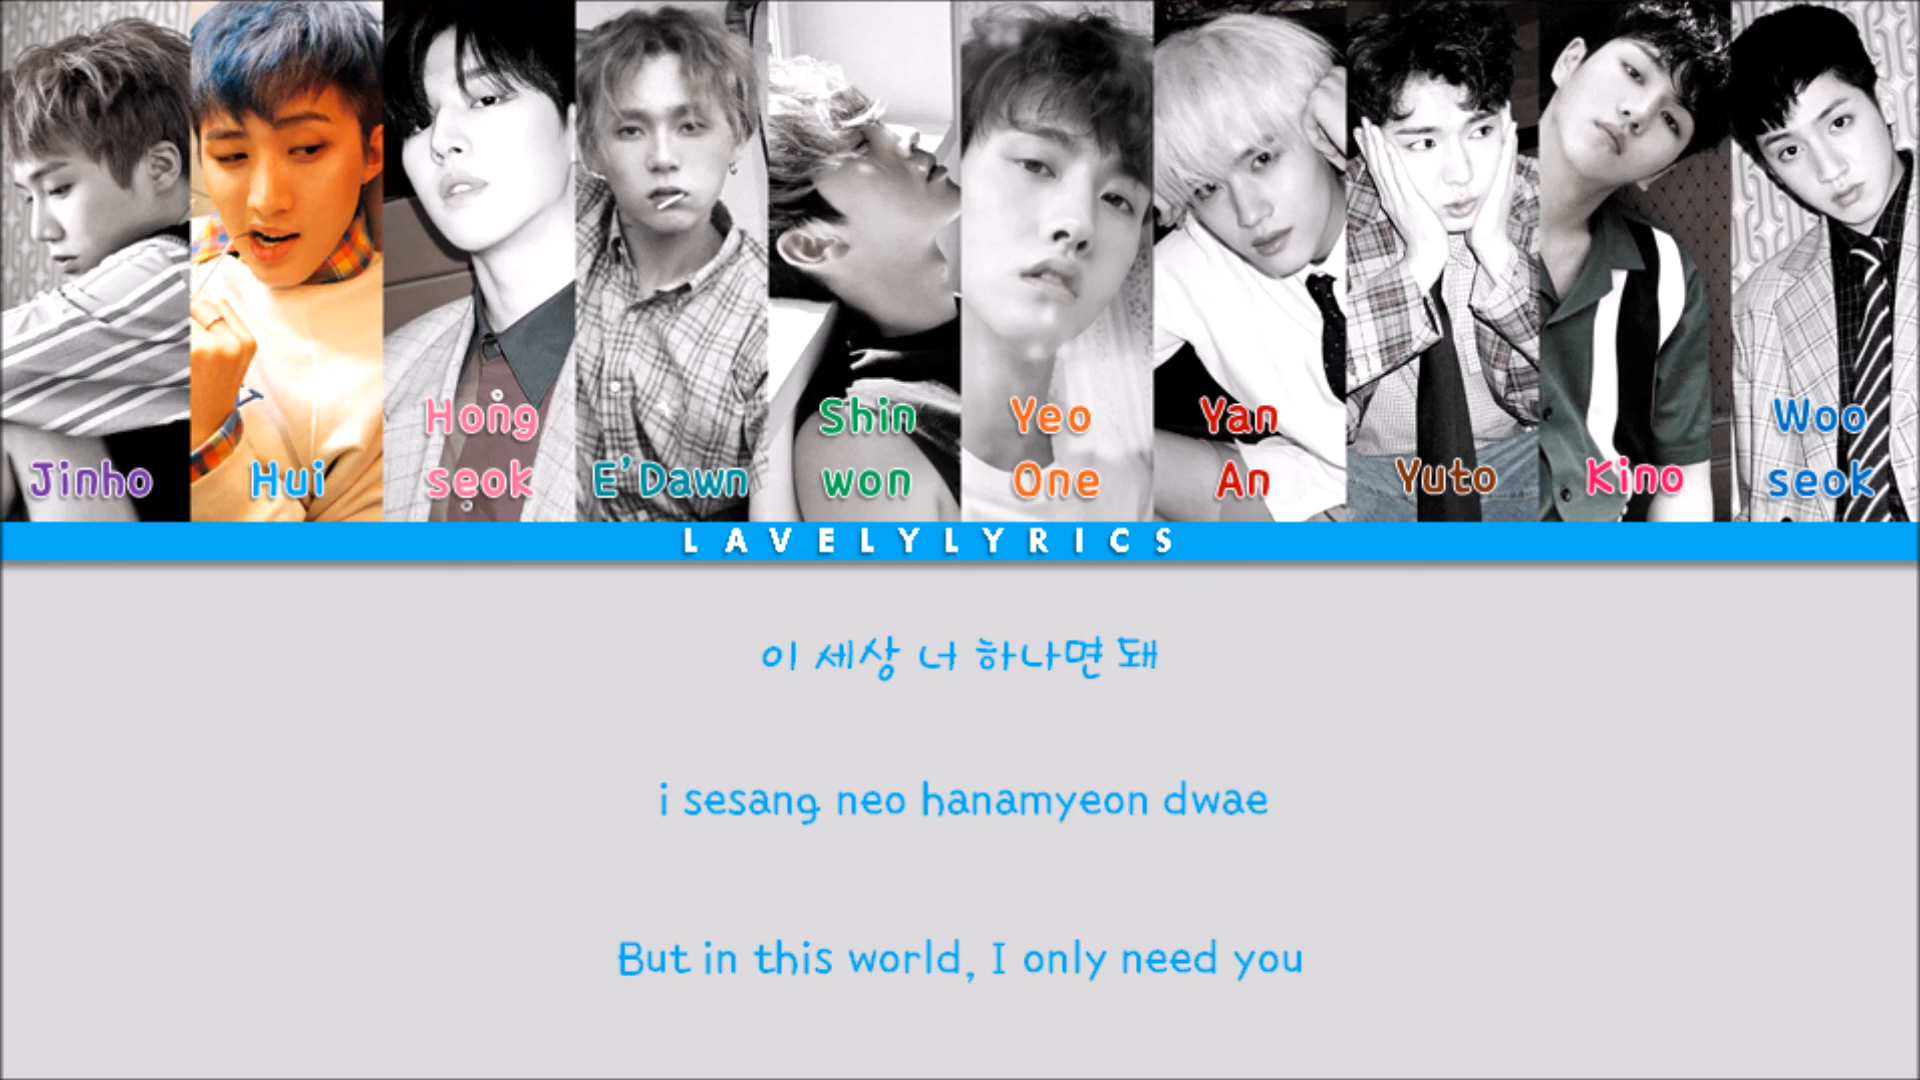 Jinho
Hui
Hong
seok
E'Dawn
Shin
won
Yeo
One
Yan
An
Yuto
Kino
Woo
seok
LAVELYLYRICS
이 세상 너 하나면 돼
i sesang neo hanamyeon dwae
But in this world, I only need you